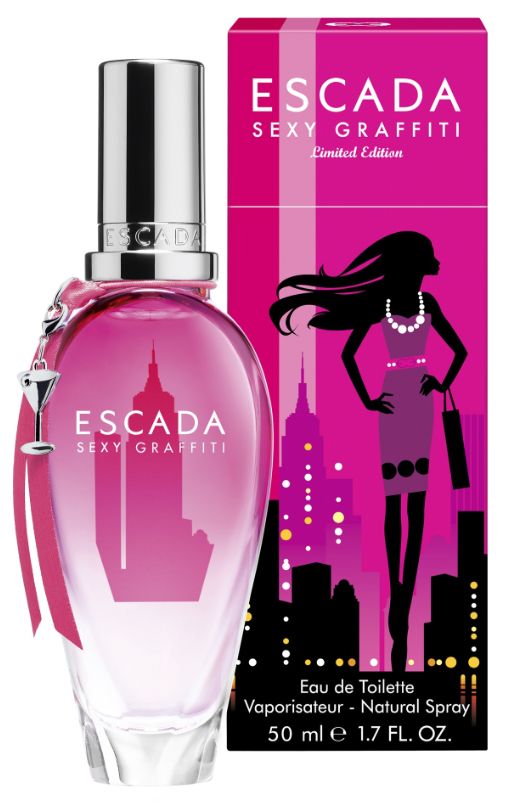 ESCADA
ESCADA
SEXY GRAFFITI
ESCADA
SEXY GRAFFITI
Limited Edition
Eau de Toilette
Vaporisateur - Natural Spray
50 ml ℮ 1.7 FL. OZ.